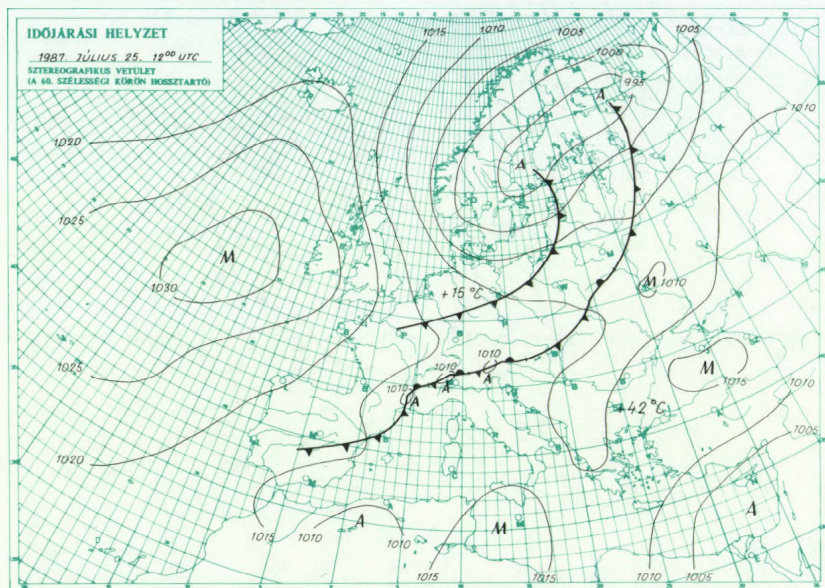 IDŐJÁRÁSI HELYZET
1987. JÚLIUS 25. 12⁰⁰ UTC
SZTEREOGRAFIKUS VETÜLET
(A 60. SZÉLESSÉGI KÖRÖN HOSSZTARTÓ)
1015
1010
1005
1000
1005
995
A
1010
1020
A
1025
M
1030
+15°C
M
1010
1025
1010
1010
1010
A
A
A
M
1015
+42°C
1010
1005
1020
1015
1010
A
1010
M
1015
1015
A
1010
1005